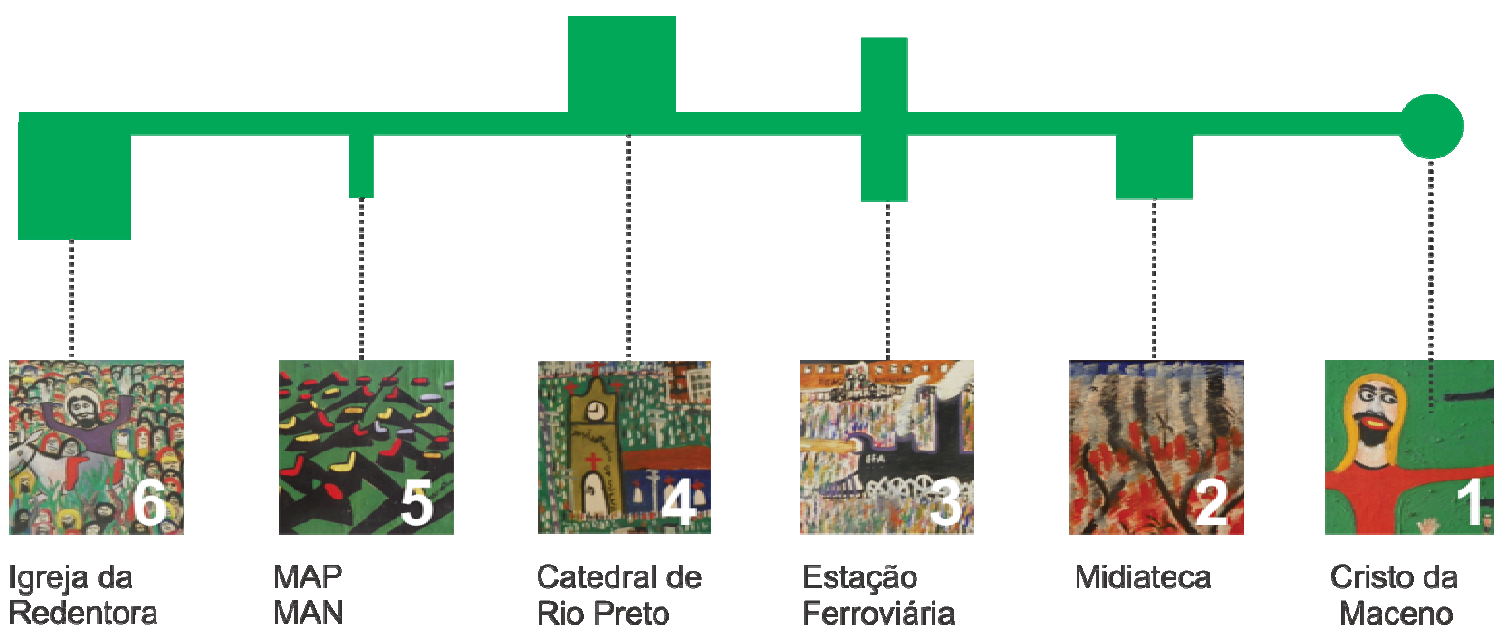 6
5
4
3
2
1
Igreja da
Redentora
MAP
MAN
Catedral de
Rio Preto
Estação
Ferroviária
Midiateca
Cristo da
Maceno